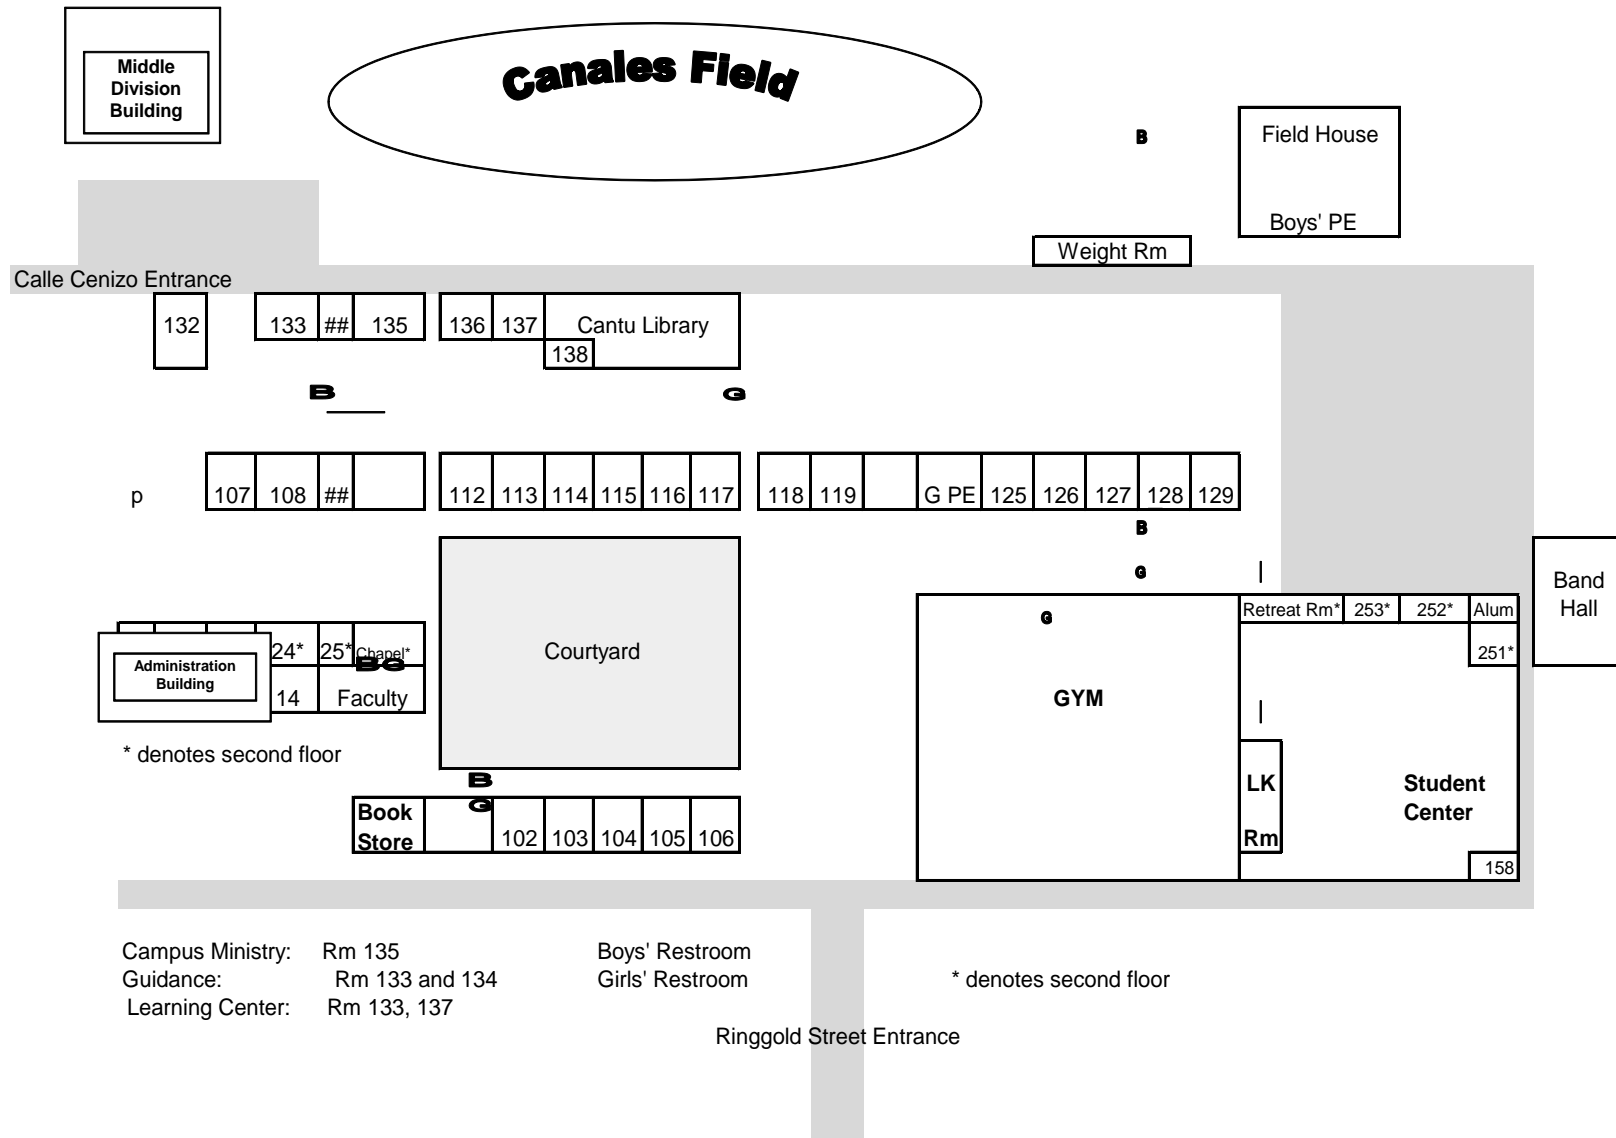 Canales Field
Middle
Division
Building
B
Field House
Boys' PE
Weight Rm
Calle Cenizo Entrance
132 133 ## 135 136 137 Cantu Library
138
B G
p 107 108 ## 112 113 114 115 116 117 118 119 G PE 125 126 127 128 129
B
G
Band
Hall
Retreat Rm* 253* 252* Alum
G
24* 25* Chapel*
251*
Courtyard
B G
Administration
Building
14 Faculty
GYM
* denotes second floor
B
G
LK
Rm
Student
Center
Book
Store
102 103 104 105 106
158
Campus Ministry: Rm 135 Boys' Restroom
Guidance: Rm 133 and 134 Girls' Restroom * denotes second floor
Learning Center: Rm 133, 137
Ringgold Street Entrance